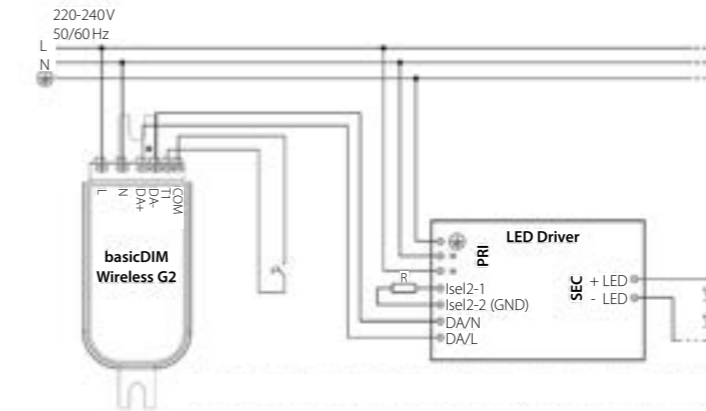 220-240V
50/60 Hz
L
N
L
N
DA+
DA-
T1
COM
basicDIM
Wireless G2
LED Driver
PRI
R
Isel2-1
Isel2-2 (GND)
DA/N
DA/L
SEC
+ LED
- LED